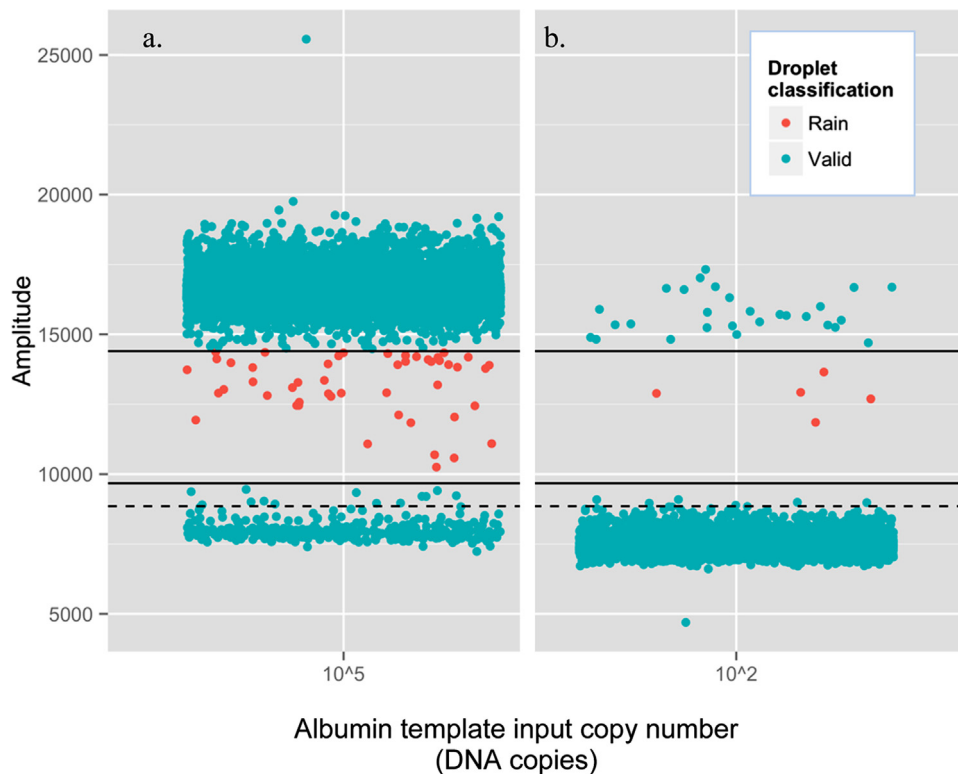 a.
b.
Droplet
classification
Rain
Valid
25000
20000
15000
10000
5000
Amplitude
10^5
10^2
Albumin template input copy number
(DNA copies)